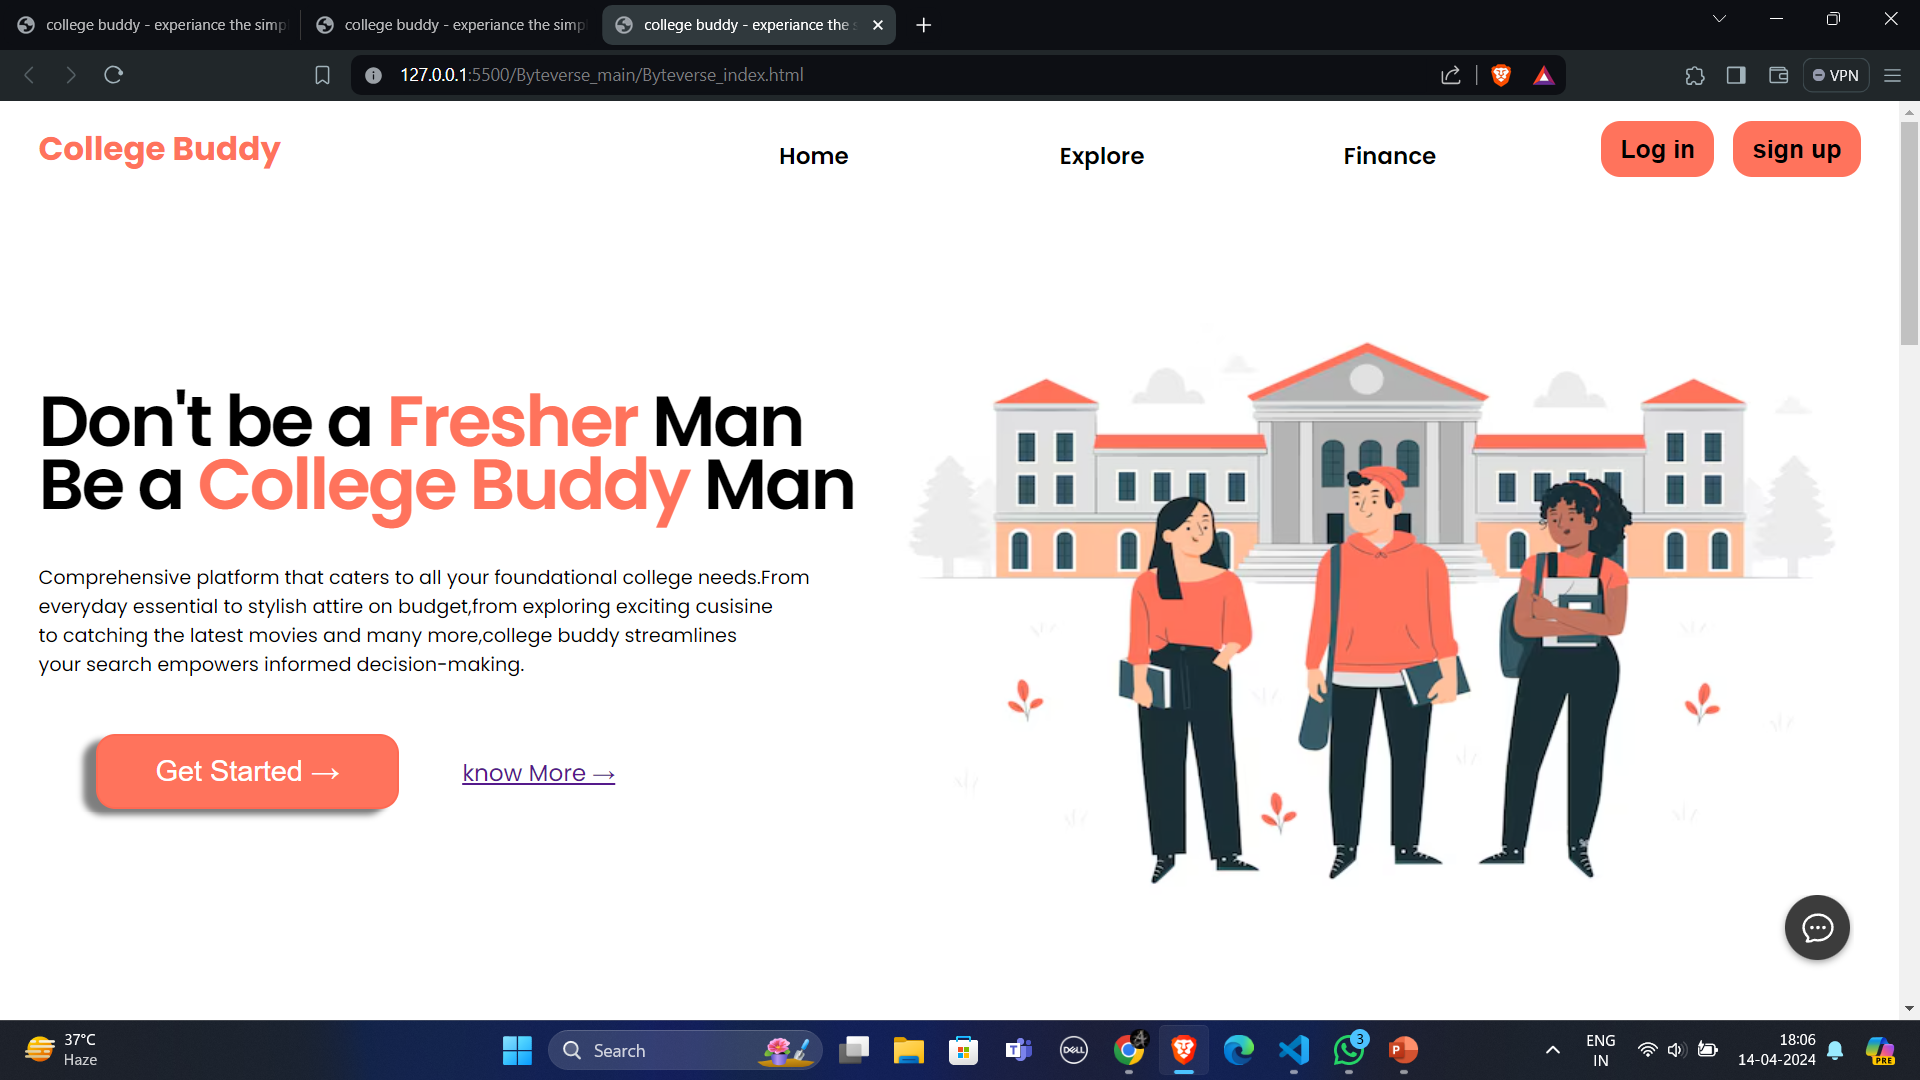 college buddy - experiance the simp
college buddy - experiance the simp
college buddy - experiance the s
127.0.0.1:5500/Byteverse_main/Byteverse_index.html
VPN
College Buddy
Home
Explore
Finance
Log in
sign up
Don't be a Fresher Man
Be a College Buddy Man
Comprehensive platform that caters to all your foundational college needs.From
everyday essential to stylish attire on budget,from exploring exciting cusisine
to catching the latest movies and many more,college buddy streamlines
your search empowers informed decision-making.
Get Started →
know More →
37°C
Haze
Search
DELL
3
ENG
IN
18:06
14-04-2024
PRE